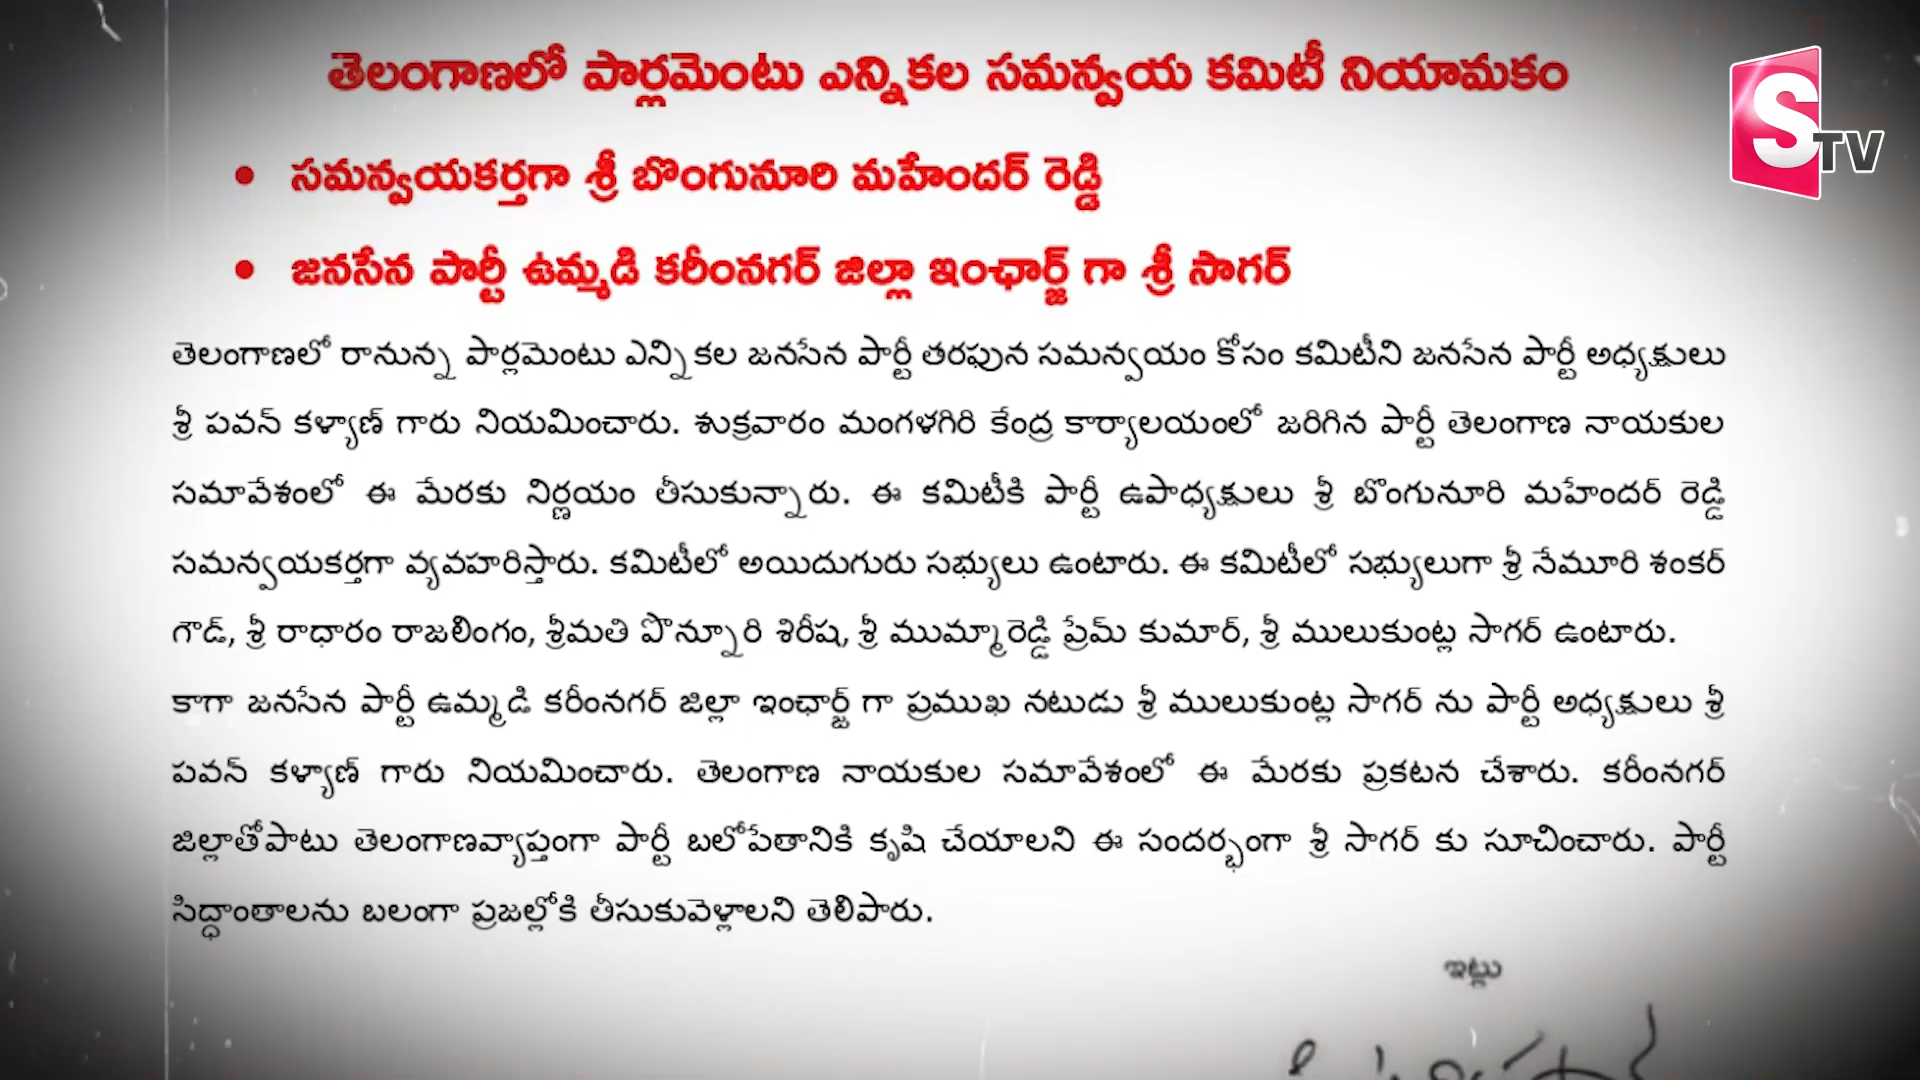 తెలంగాణలో పార్లమెంటు ఎన్నికల సమన్వయ కమిటీ నియామకం
S TV
• సమన్వయకర్తగా శ్రీ బొంగునూరి మహేందర్ రెడ్డి
• జనసేన పార్టీ ఉమ్మడి కరీంనగర్ జిల్లా ఇంఛార్జ్ గా శ్రీ సాగర్
తెలంగాణలో రానున్న పార్లమెంటు ఎన్నికల జనసేన పార్టీ తరఫున సమన్వయం కోసం కమిటీని జనసేన పార్టీ అధ్యక్షులు
శ్రీ పవన్ కళ్యాణ్ గారు నియమించారు. శుక్రవారం మంగళగిరి కేంద్ర కార్యాలయంలో జరిగిన పార్టీ తెలంగాణ నాయకుల
సమావేశంలో ఈ మేరకు నిర్ణయం తీసుకున్నారు. ఈ కమిటీకి పార్టీ ఉపాధ్యక్షులు శ్రీ బొంగునూరి మహేందర్ రెడ్డి
సమన్వయకర్తగా వ్యవహరిస్తారు. కమిటీలో అయిదుగురు సభ్యులు ఉంటారు. ఈ కమిటీలో సభ్యులుగా శ్రీ నేమూరి శంకర్
గౌడ్, శ్రీ రాధారం రాజలింగం, శ్రీమతి పొన్నూరి శిరీష, శ్రీ ముమ్మారెడ్డి ప్రేమ్ కుమార్, శ్రీ ములుకుంట్ల సాగర్ ఉంటారు.
కాగా జనసేన పార్టీ ఉమ్మడి కరీంనగర్ జిల్లా ఇంఛార్జ్ గా ప్రముఖ నటుడు శ్రీ ములుకుంట్ల సాగర్ ను పార్టీ అధ్యక్షులు శ్రీ
పవన్ కళ్యాణ్ గారు నియమించారు. తెలంగాణ నాయకుల సమావేశంలో ఈ మేరకు ప్రకటన చేశారు. కరీంనగర్
జిల్లాతోపాటు తెలంగాణవ్యాప్తంగా పార్టీ బలోపేతానికి కృషి చేయాలని ఈ సందర్భంగా శ్రీ సాగర్ కు సూచించారు. పార్టీ
సిద్ధాంతాలను బలంగా ప్రజల్లోకి తీసుకువెళ్లాలని తెలిపారు.
ఇట్లు